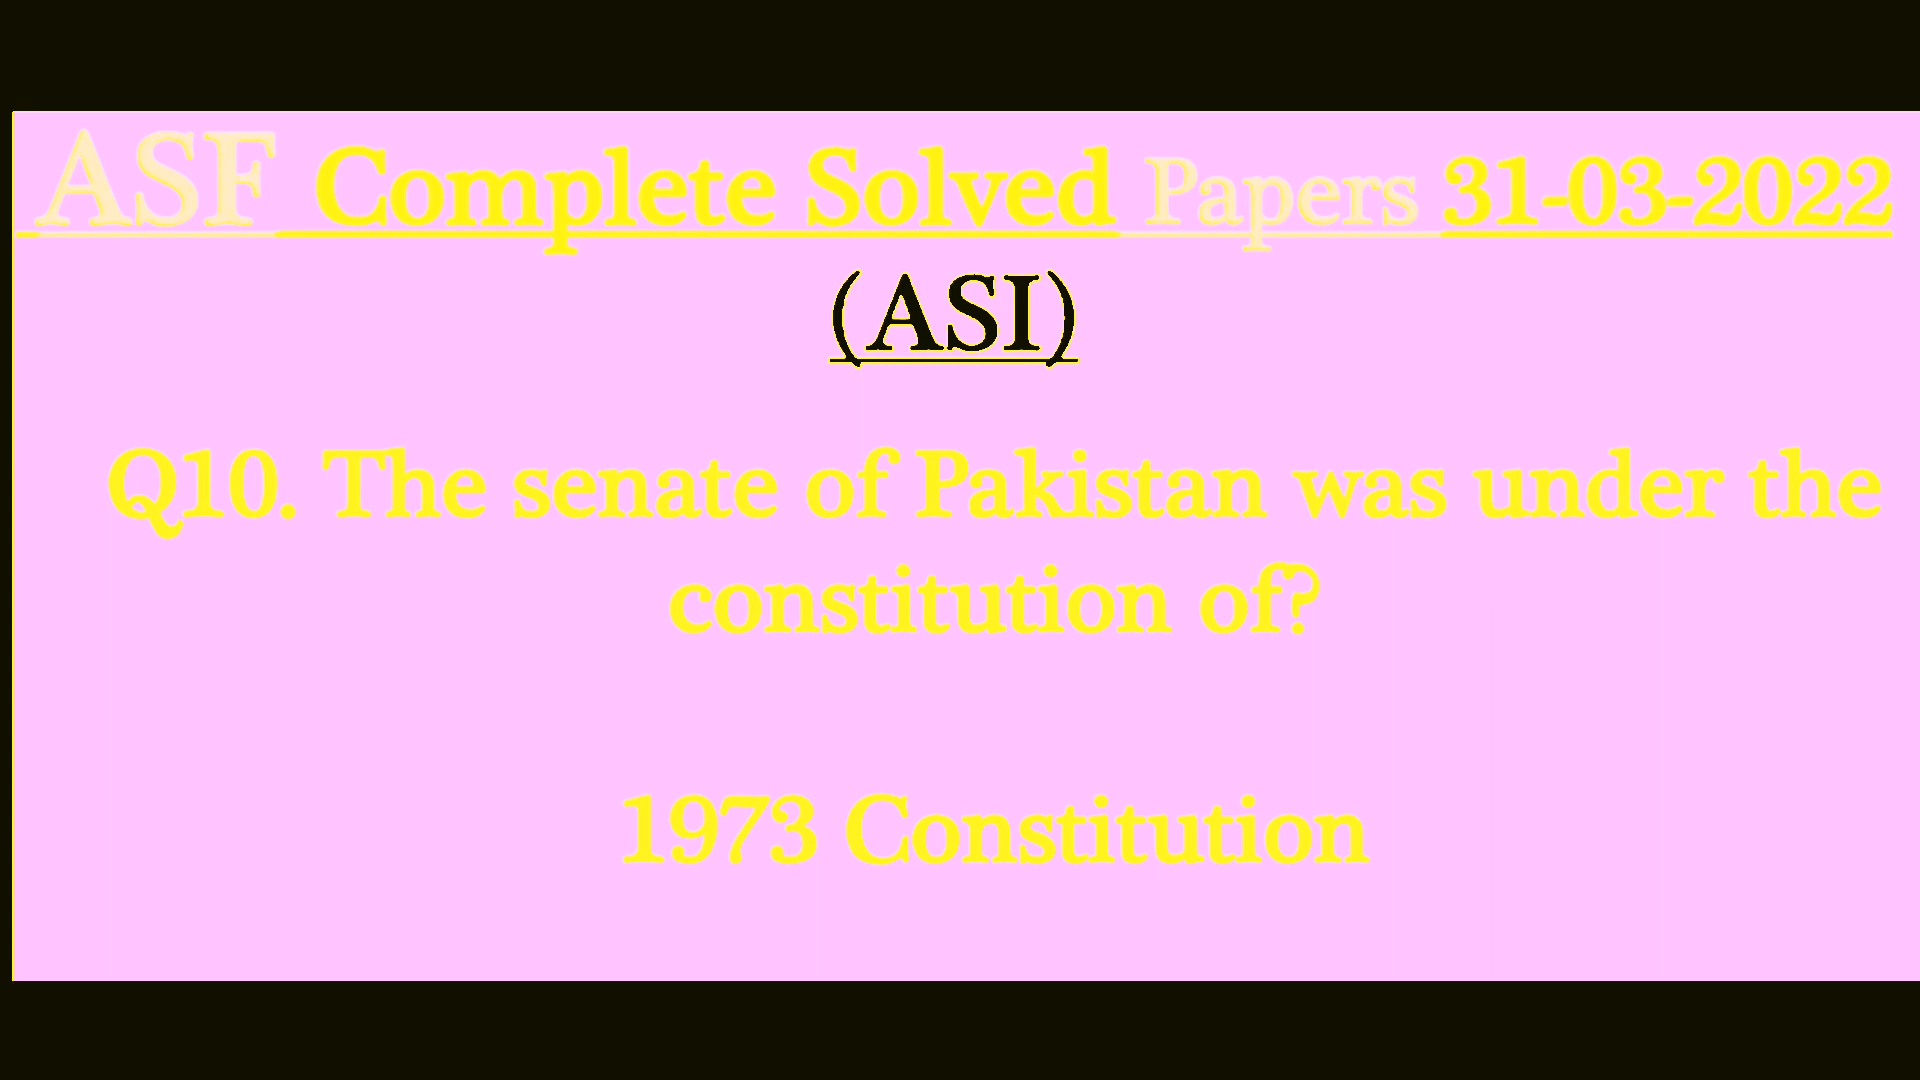 ASF Complete Solved Papers 31-03-2022
(ASI)
Q10. The senate of Pakistan was under the
constitution of?
1973 Constitution